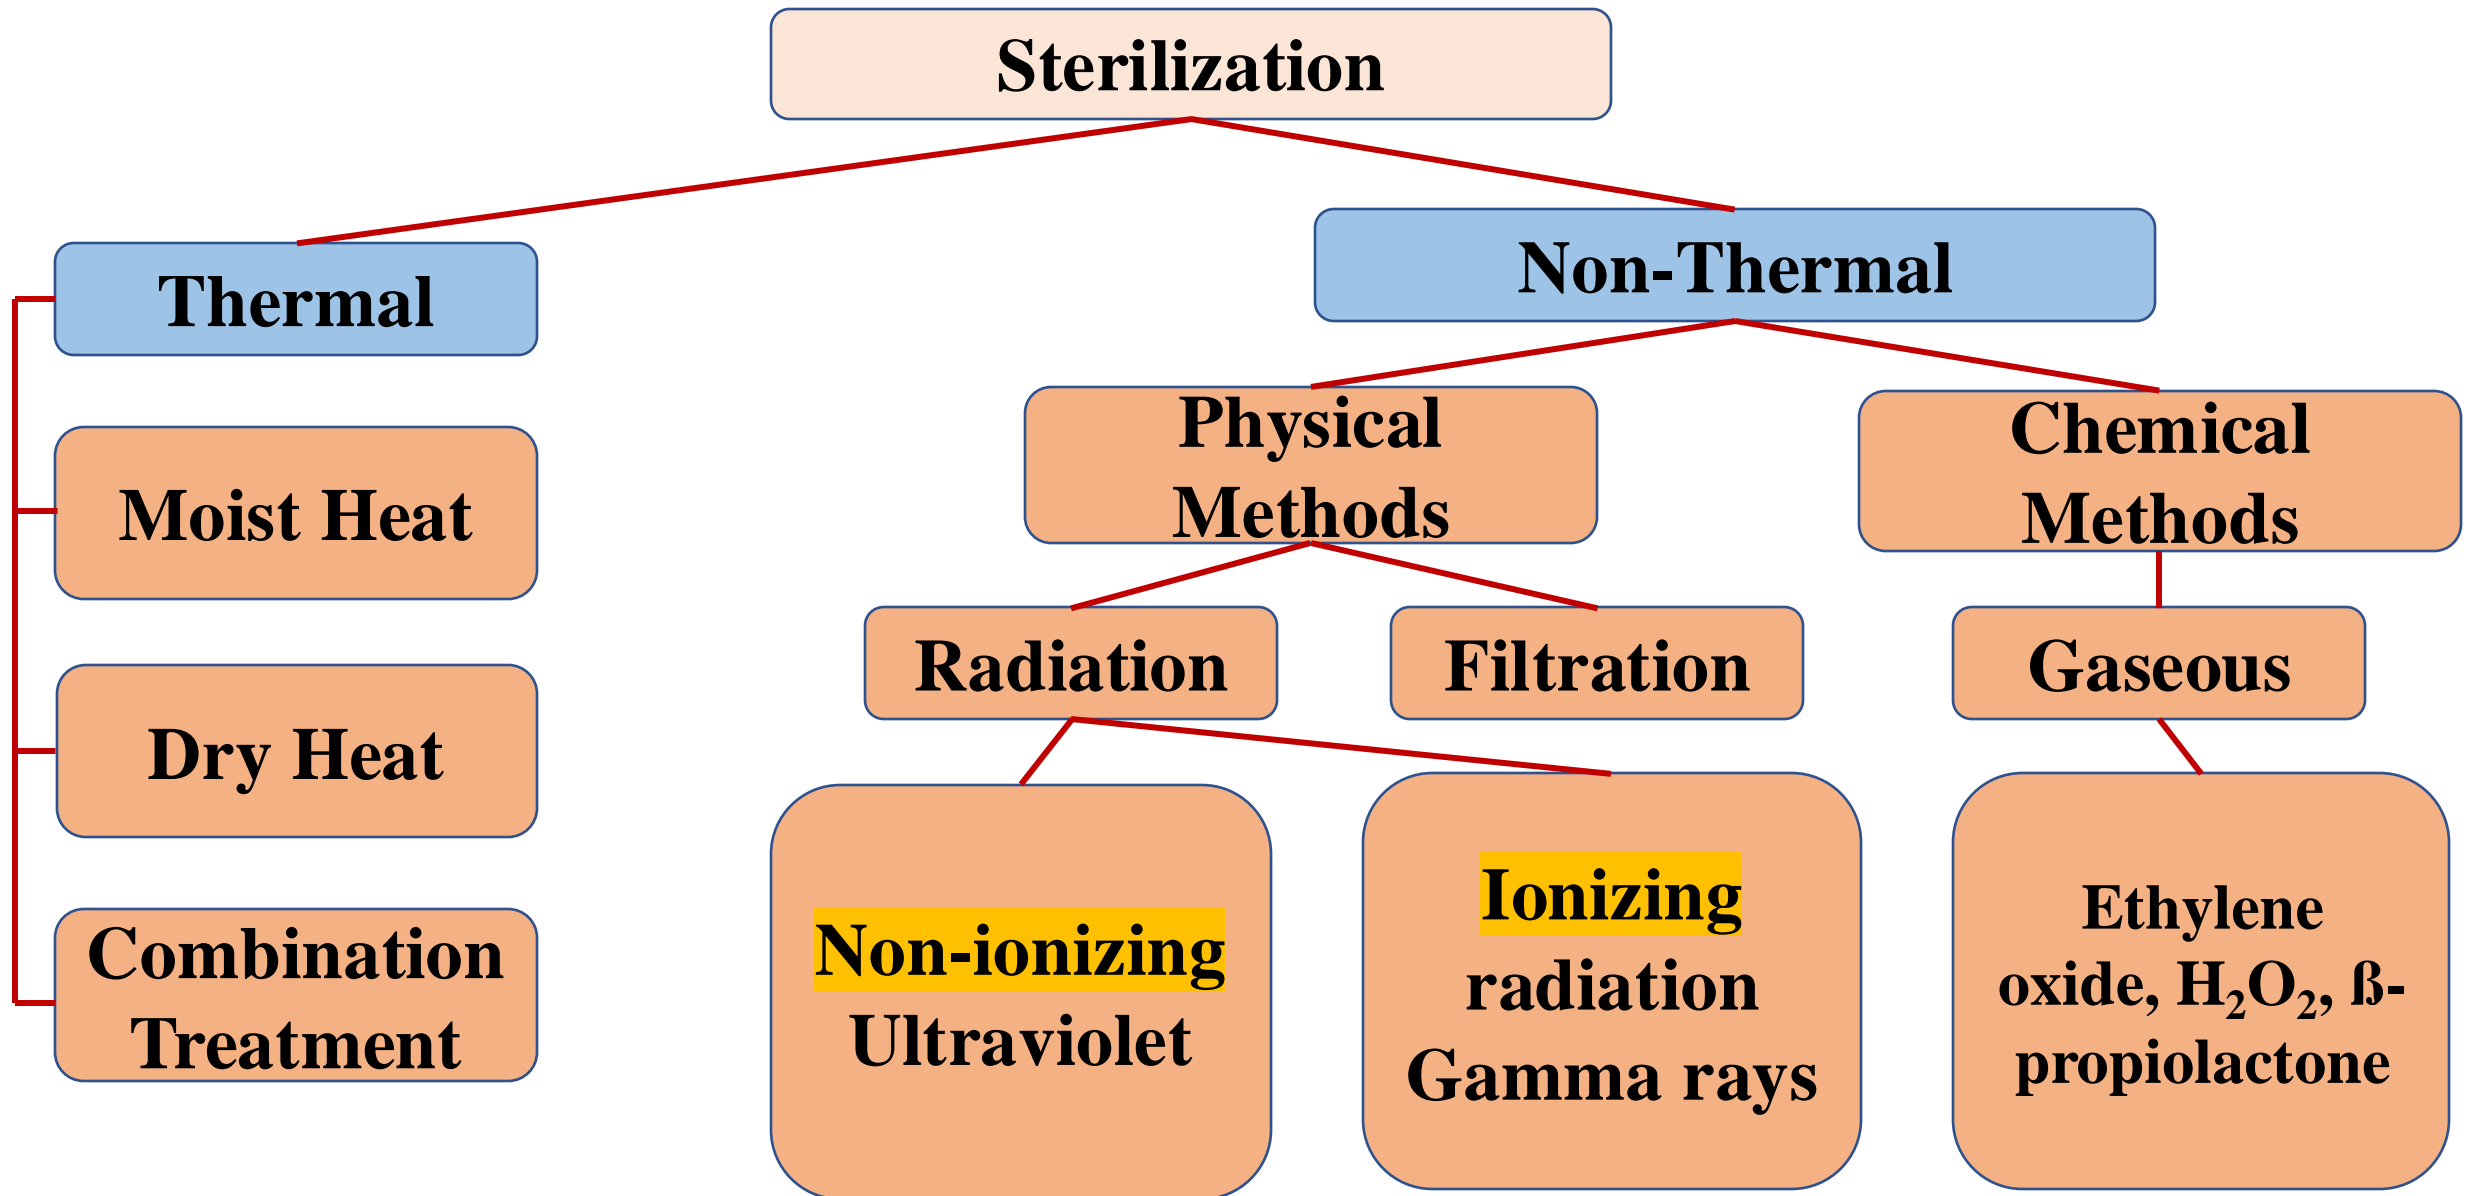 Sterilization
Thermal
Non-Thermal
Moist Heat
Dry Heat
Combination
Treatment
Physical
Methods
Chemical
Methods
Radiation
Filtration
Gaseous
Non-ionizing
Ultraviolet
Ionizing
radiation
Gamma rays
Ethylene
oxide, H₂O₂, ß-
propiolactone